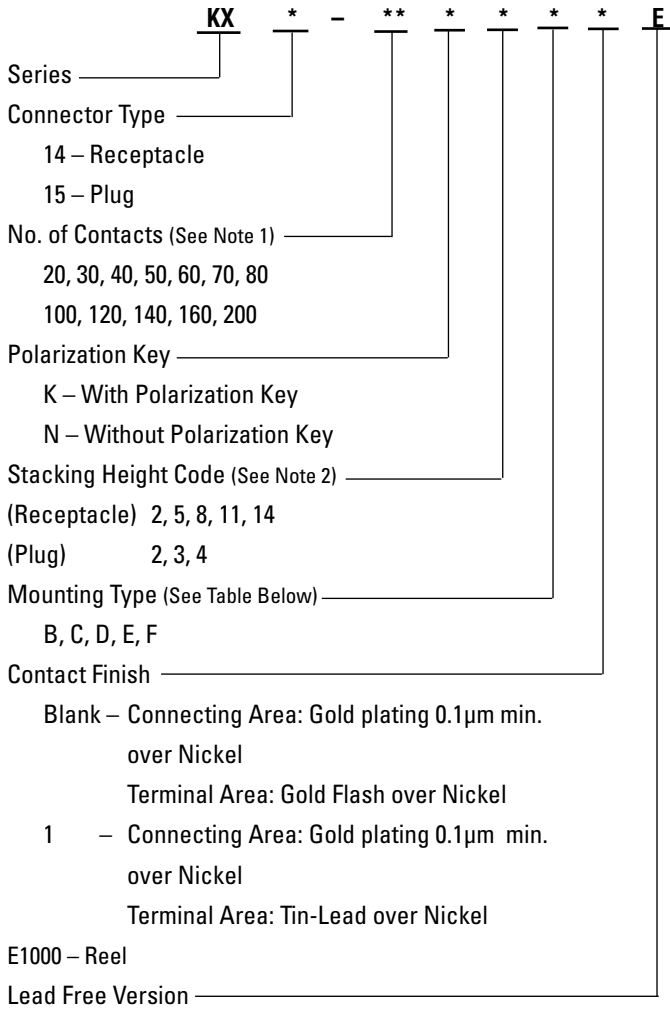 KX * – ** * * * * E
Series
Connector Type
14 – Receptacle
15 – Plug
No. of Contacts (See Note 1)
20, 30, 40, 50, 60, 70, 80
100, 120, 140, 160, 200
Polarization Key
K – With Polarization Key
N – Without Polarization Key
Stacking Height Code (See Note 2)
(Receptacle) 2, 5, 8, 11, 14
(Plug) 2, 3, 4
Mounting Type (See Table Below)
B, C, D, E, F
Contact Finish
Blank – Connecting Area: Gold plating 0.1µm min.
over Nickel
Terminal Area: Gold Flash over Nickel
1 – Connecting Area: Gold plating 0.1µm min.
over Nickel
Terminal Area: Tin-Lead over Nickel
E1000 – Reel
Lead Free Version